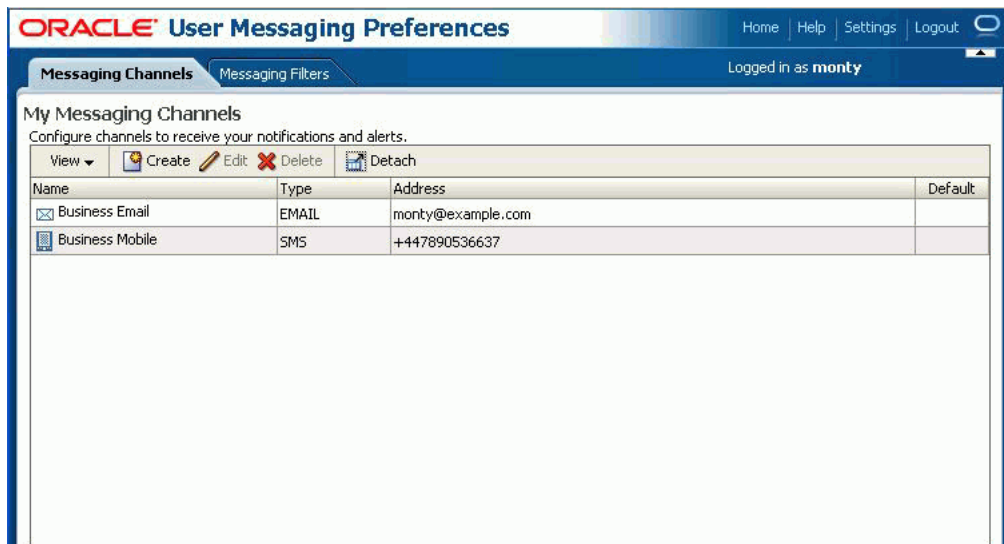 ORACLE User Messaging Preferences
Home Help Settings Logout
Messaging Channels Messaging Filters Logged in as monty
My Messaging Channels
Configure channels to receive your notifications and alerts.
View Create Edit Delete Detach
Name Type Address Default
Business Email EMAIL monty@example.com
Business Mobile SMS +447890536637